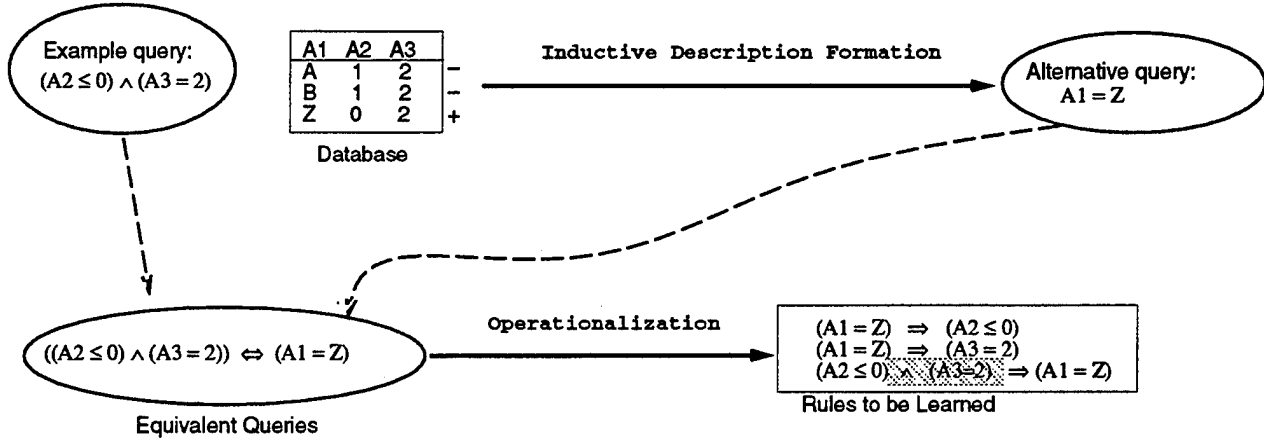 Example query:
(A2 ≤ 0) ∧ (A3 = 2)
A1 A2 A3
A 1 2 −
B 1 2 −
Z 0 2 +
Database
Inductive Description Formation
Alternative query:
A1 = Z
((A2 ≤ 0) ∧ (A3 = 2)) ⇔ (A1 = Z)
Equivalent Queries
Operationalization
(A1 = Z) ⇒ (A2 ≤ 0)
(A1 = Z) ⇒ (A3 = 2)
(A2 ≤ 0) ∧ (A3=2) ⇒ (A1 = Z)
Rules to be Learned